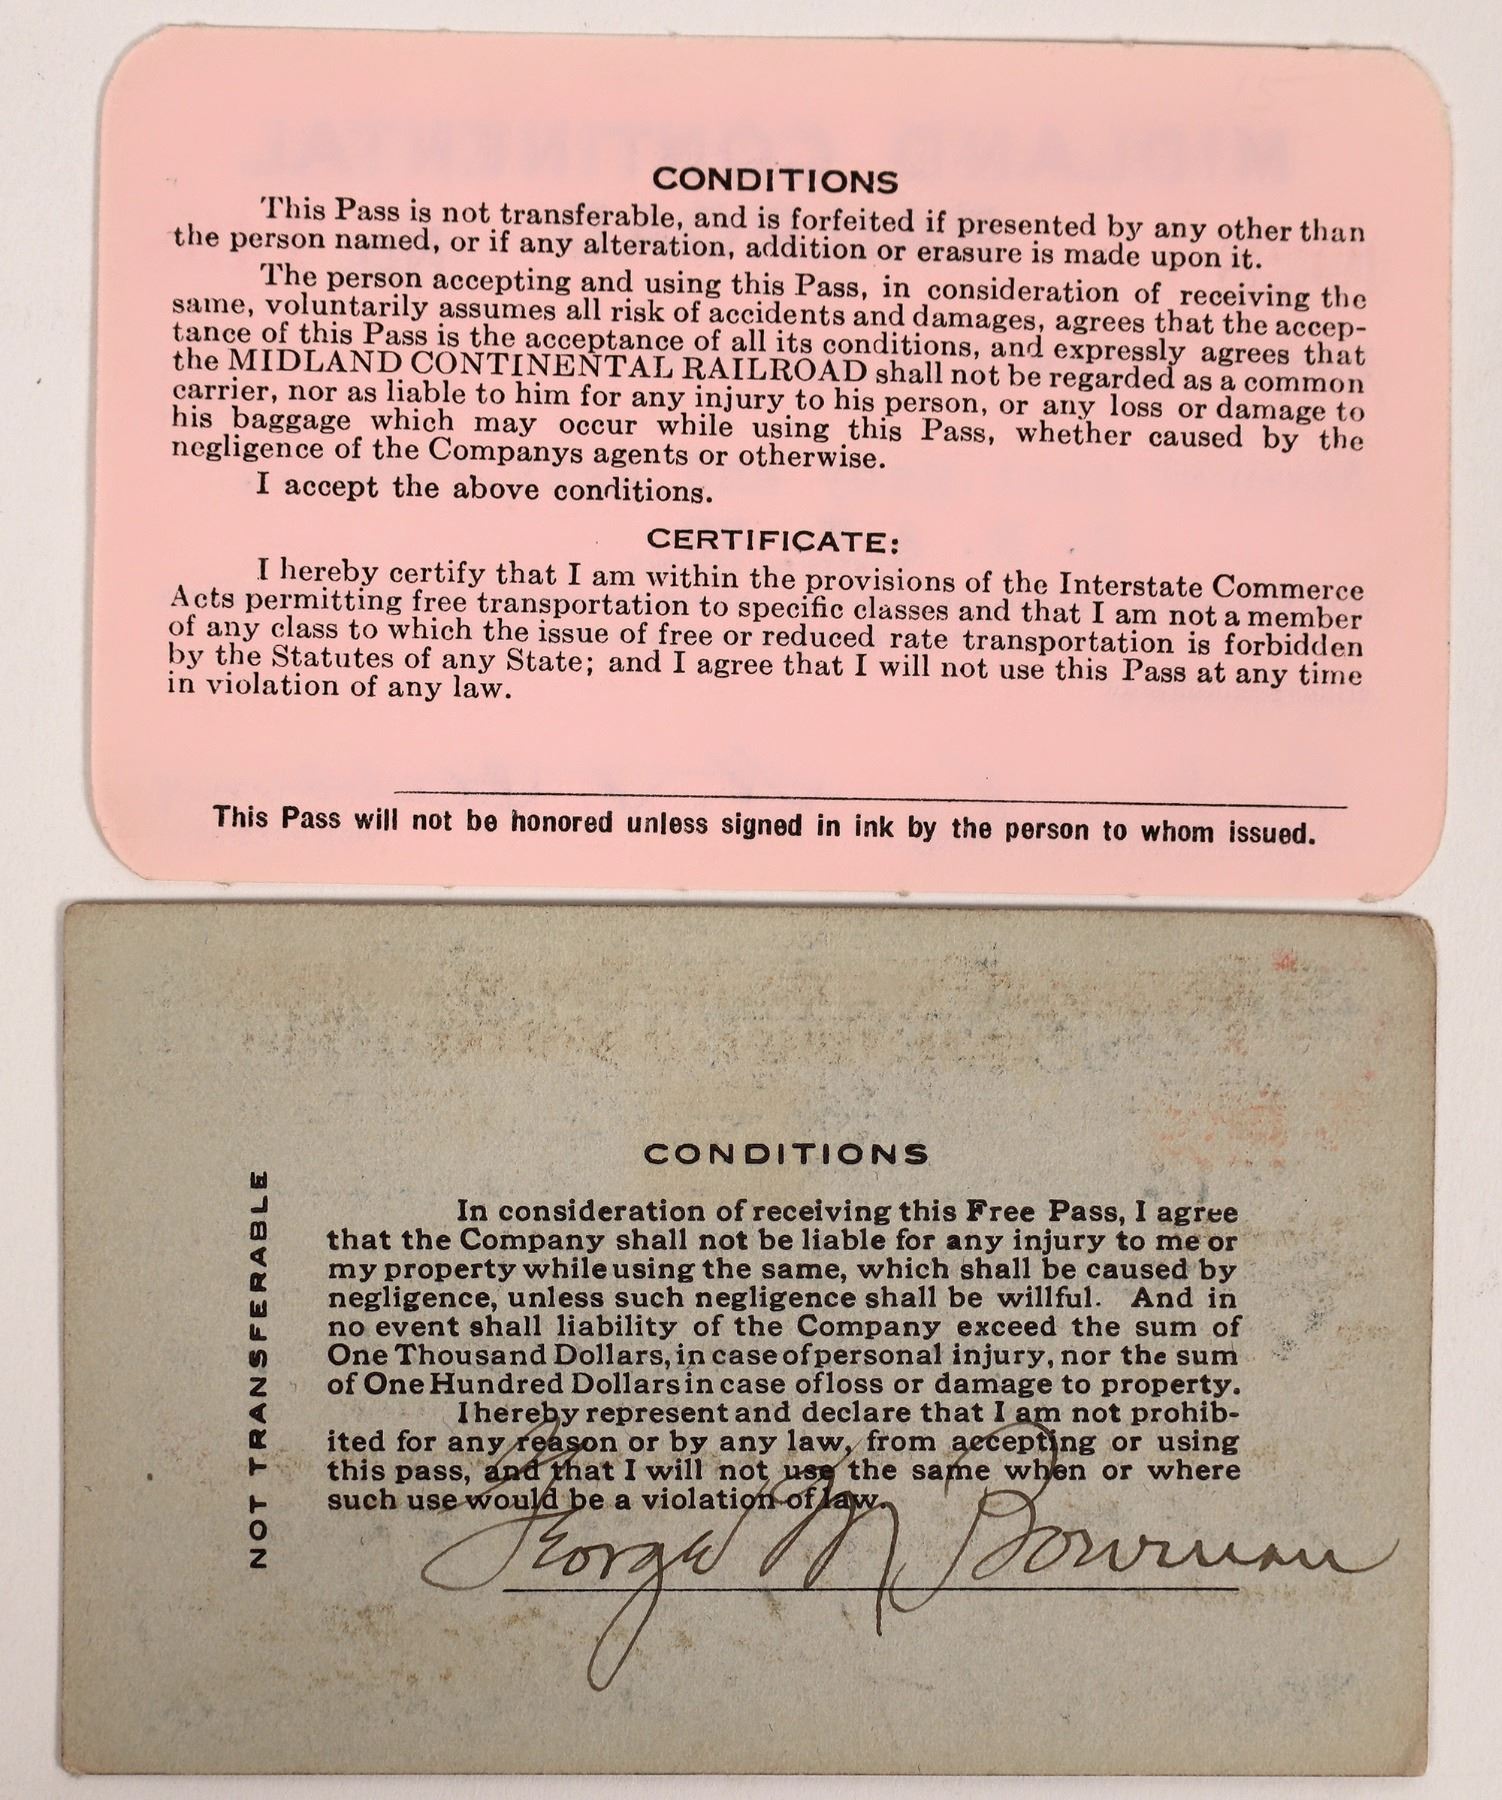 CONDITIONS
This Pass is not transferable, and is forfeited if presented by any other than
the person named, or if any alteration, addition or erasure is made upon it.
The person accepting and using this Pass, in consideration of receiving the
same, voluntarily assumes all risk of accidents and damages, agrees that the accep-
tance of this Pass is the acceptance of all its conditions, and expressly agrees that
the MIDLAND CONTINENTAL RAILROAD shall not be regarded as a common
carrier, nor as liable to him for any injury to his person, or any loss or damage to
his baggage which may occur while using this Pass, whether caused by the
negligence of the Companys agents or otherwise.
I accept the above conditions.
CERTIFICATE:
I hereby certify that I am within the provisions of the Interstate Commerce
Acts permitting free transportation to specific classes and that I am not a member
of any class to which the issue of free or reduced rate transportation is forbidden
by the Statutes of any State; and I agree that I will not use this Pass at any time
in violation of any law.
This Pass will not be honored unless signed in ink by the person to whom issued.
NOT TRANSFERABLE
CONDITIONS
In consideration of receiving this Free Pass, I agree
that the Company shall not be liable for any injury to me or
my property while using the same, which shall be caused by
negligence, unless such negligence shall be willful. And in
no event shall liability of the Company exceed the sum of
One Thousand Dollars, in case of personal injury, nor the sum
of One Hundred Dollars in case of loss or damage to property.
I hereby represent and declare that I am not prohib-
ited for any reason or by any law, from accepting or using
this pass, and that I will not use the same when or where
such use would be a violation of law.
George M Bowman